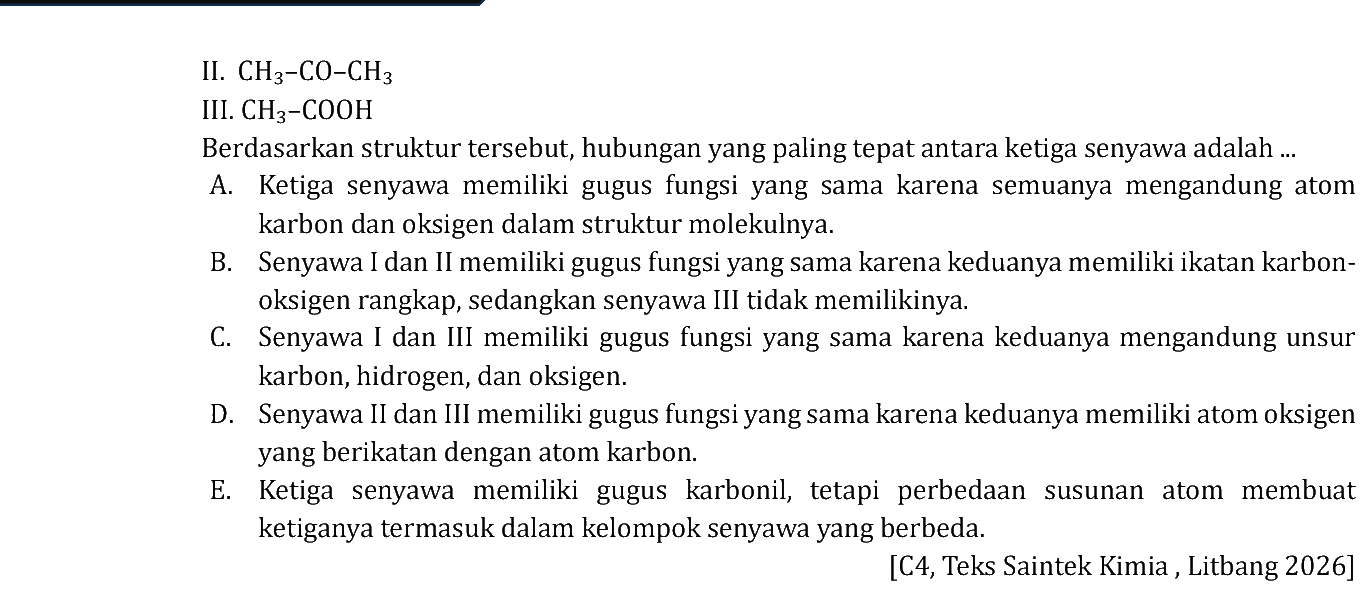 II. CH₃–CO–CH₃
III. CH₃–COOH
Berdasarkan struktur tersebut, hubungan yang paling tepat antara ketiga senyawa adalah ...
A. Ketiga senyawa memiliki gugus fungsi yang sama karena semuanya mengandung atom
karbon dan oksigen dalam struktur molekulnya.
B. Senyawa I dan II memiliki gugus fungsi yang sama karena keduanya memiliki ikatan karbon-
oksigen rangkap, sedangkan senyawa III tidak memilikinya.
C. Senyawa I dan III memiliki gugus fungsi yang sama karena keduanya mengandung unsur
karbon, hidrogen, dan oksigen.
D. Senyawa II dan III memiliki gugus fungsi yang sama karena keduanya memiliki atom oksigen
yang berikatan dengan atom karbon.
E. Ketiga senyawa memiliki gugus karbonil, tetapi perbedaan susunan atom membuat
ketiganya termasuk dalam kelompok senyawa yang berbeda.
[C4, Teks Saintek Kimia , Litbang 2026]